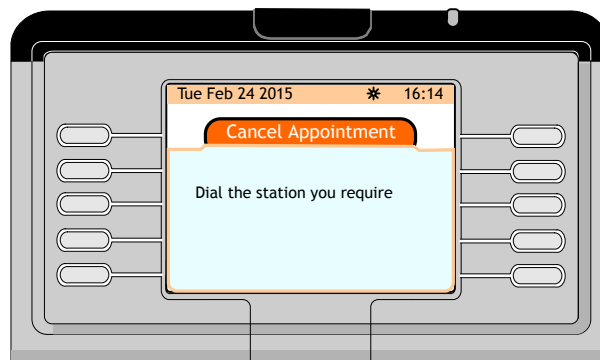 Tue Feb 24 2015 ✼ 16:14
Cancel Appointment
Dial the station you require